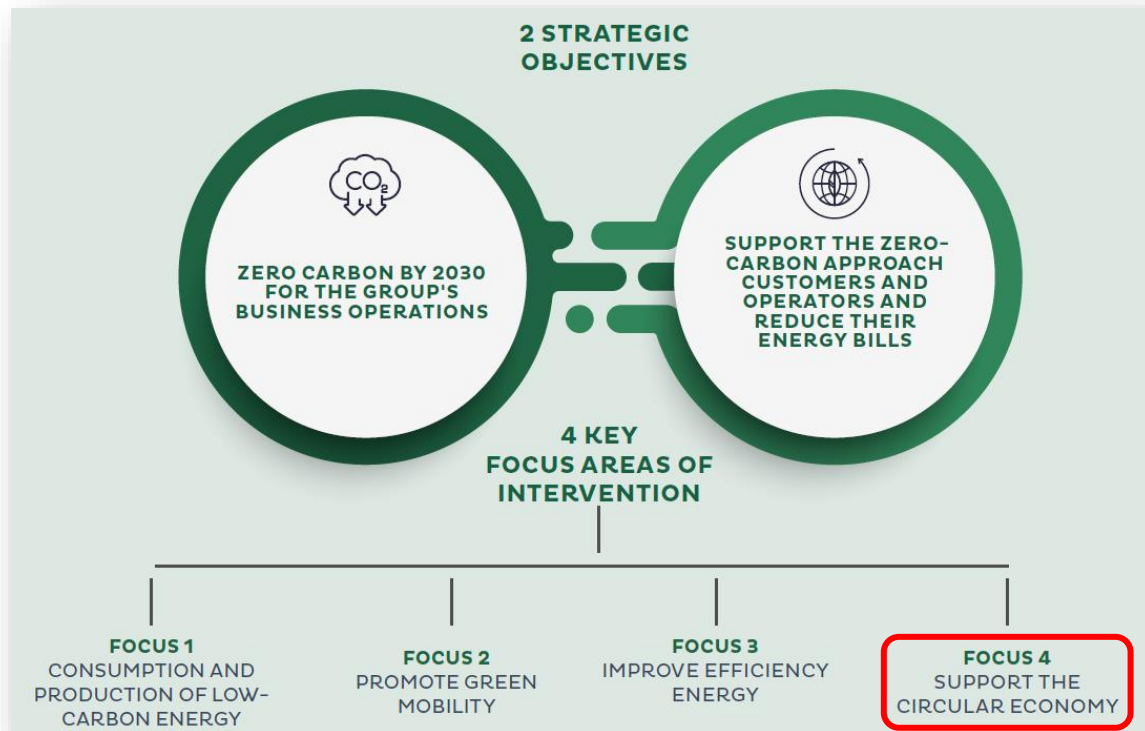 2 STRATEGIC
OBJECTIVES
CO₂
ZERO CARBON BY 2030
FOR THE GROUP'S
BUSINESS OPERATIONS
SUPPORT THE ZERO-
CARBON APPROACH
CUSTOMERS AND
OPERATORS AND
REDUCE THEIR
ENERGY BILLS
4 KEY
FOCUS AREAS OF
INTERVENTION
FOCUS 1
CONSUMPTION AND
PRODUCTION OF LOW-
CARBON ENERGY
FOCUS 2
PROMOTE GREEN
MOBILITY
FOCUS 3
IMPROVE EFFICIENCY
ENERGY
FOCUS 4
SUPPORT THE
CIRCULAR ECONOMY